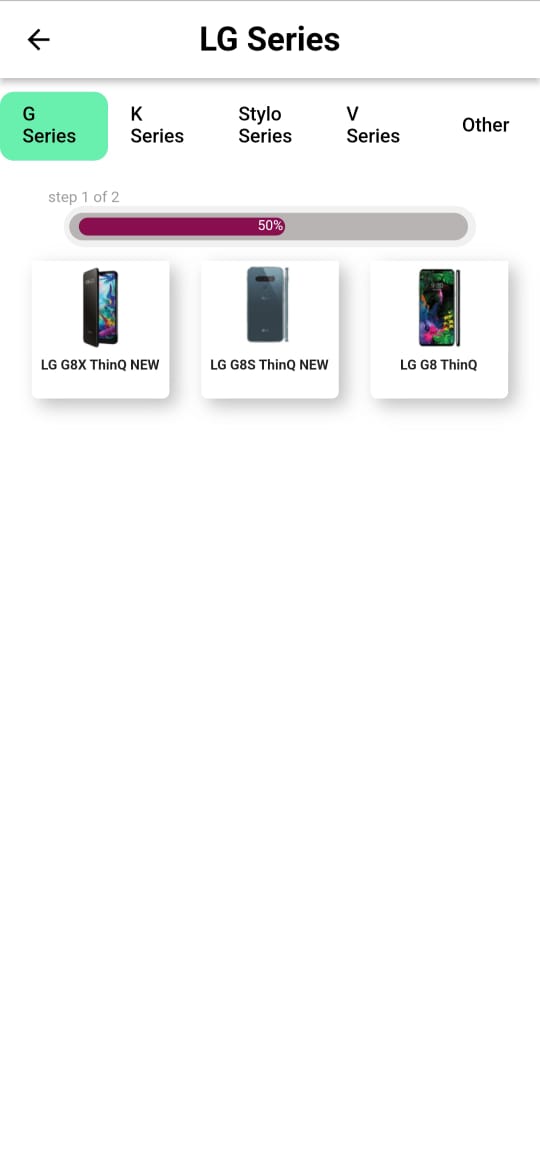 LG Series
G
Series
K
Series
Stylo
Series
V
Series
Other
step 1 of 2
50%
LG G8X ThinQ NEW
LG G8S ThinQ NEW
LG G8 ThinQ